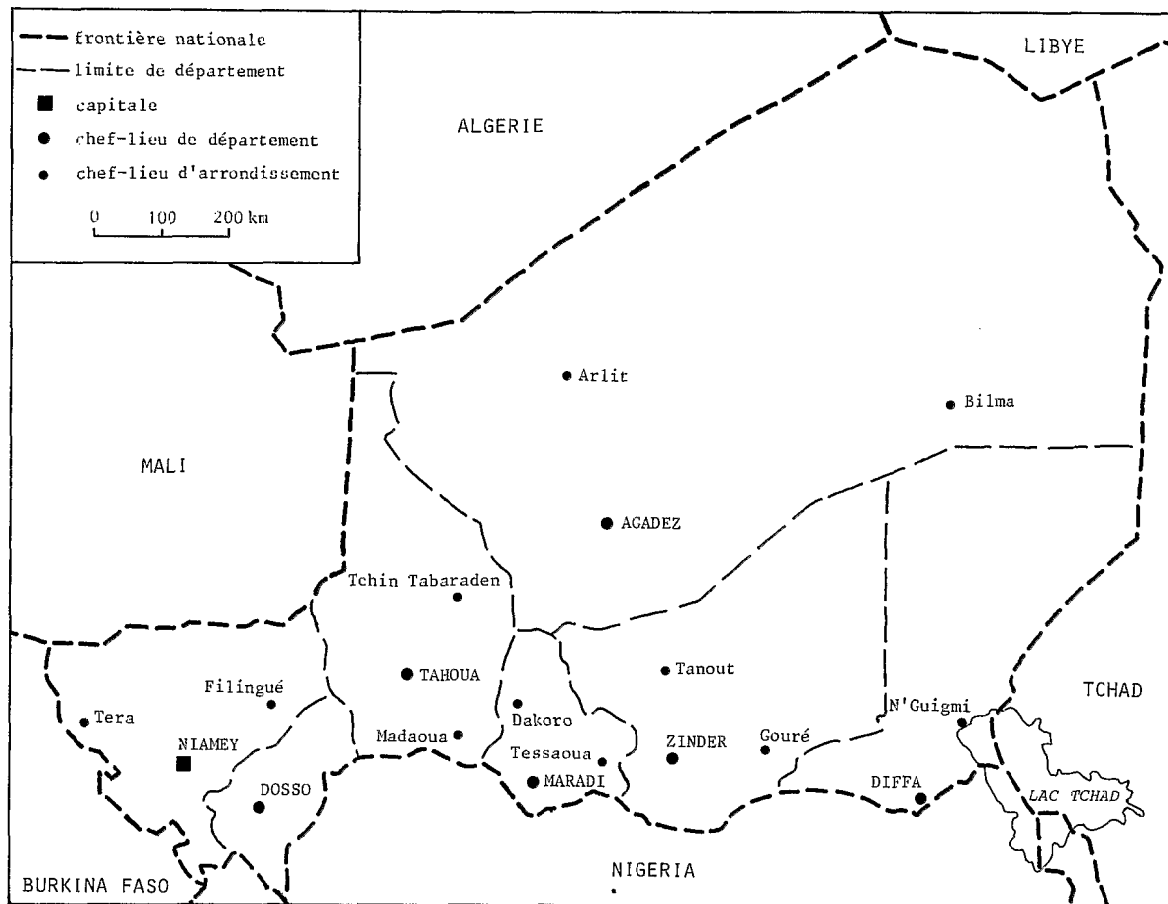 frontière nationale
limite de département
capitale
chef-lieu de département
chef-lieu d'arrondissement
0 100 200 km
LIBYE
ALGERIE
Arlit
Bilma
MALI
AGADEZ
Tchin Tabaraden
TAHOUA
Tanout
Filingué
Dakoro
N'Guigmi
TCHAD
Tera
Madaoua
Gouré
NIAMEY
Tessaoua
ZINDER
DOSSO
MARADI
DIFFA
LAC TCHAD
NIGERIA
BURKINA FASO